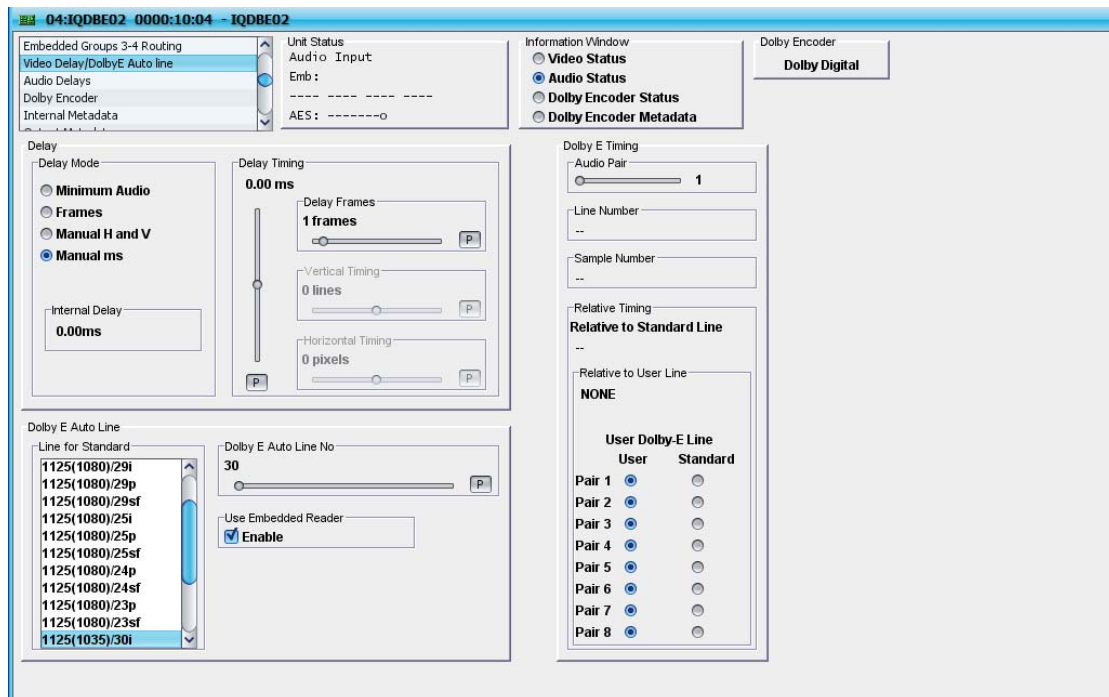 04:IQDBE02 0000:10:04 - IQDBE02
Embedded Groups 3-4 Routing
Video Delay/DolbyE Auto line
Audio Delays
Dolby Encoder
Internal Metadata
Unit Status
Audio Input
Emb:
---- ---- ---- ----
AES: -------o
Information Window
Video Status
Audio Status
Dolby Encoder Status
Dolby Encoder Metadata
Dolby Encoder
Dolby Digital
Delay
Delay Mode
Minimum Audio
Frames
Manual H and V
Manual ms
Internal Delay
0.00ms
Delay Timing
0.00 ms
P
Delay Frames
1 frames
P
Vertical Timing
0 lines
P
Horizontal Timing
0 pixels
P
Dolby E Auto Line
Line for Standard
1125(1080)/29i
1125(1080)/29p
1125(1080)/29sf
1125(1080)/25i
1125(1080)/25p
1125(1080)/25sf
1125(1080)/24p
1125(1080)/24sf
1125(1080)/23p
1125(1080)/23sf
1125(1035)/30i
Dolby E Auto Line No
30
P
Use Embedded Reader
Enable
Dolby E Timing
Audio Pair
1
Line Number
--
Sample Number
--
Relative Timing
Relative to Standard Line
--
Relative to User Line
NONE
User Dolby-E Line
User Standard
Pair 1
Pair 2
Pair 3
Pair 4
Pair 5
Pair 6
Pair 7
Pair 8